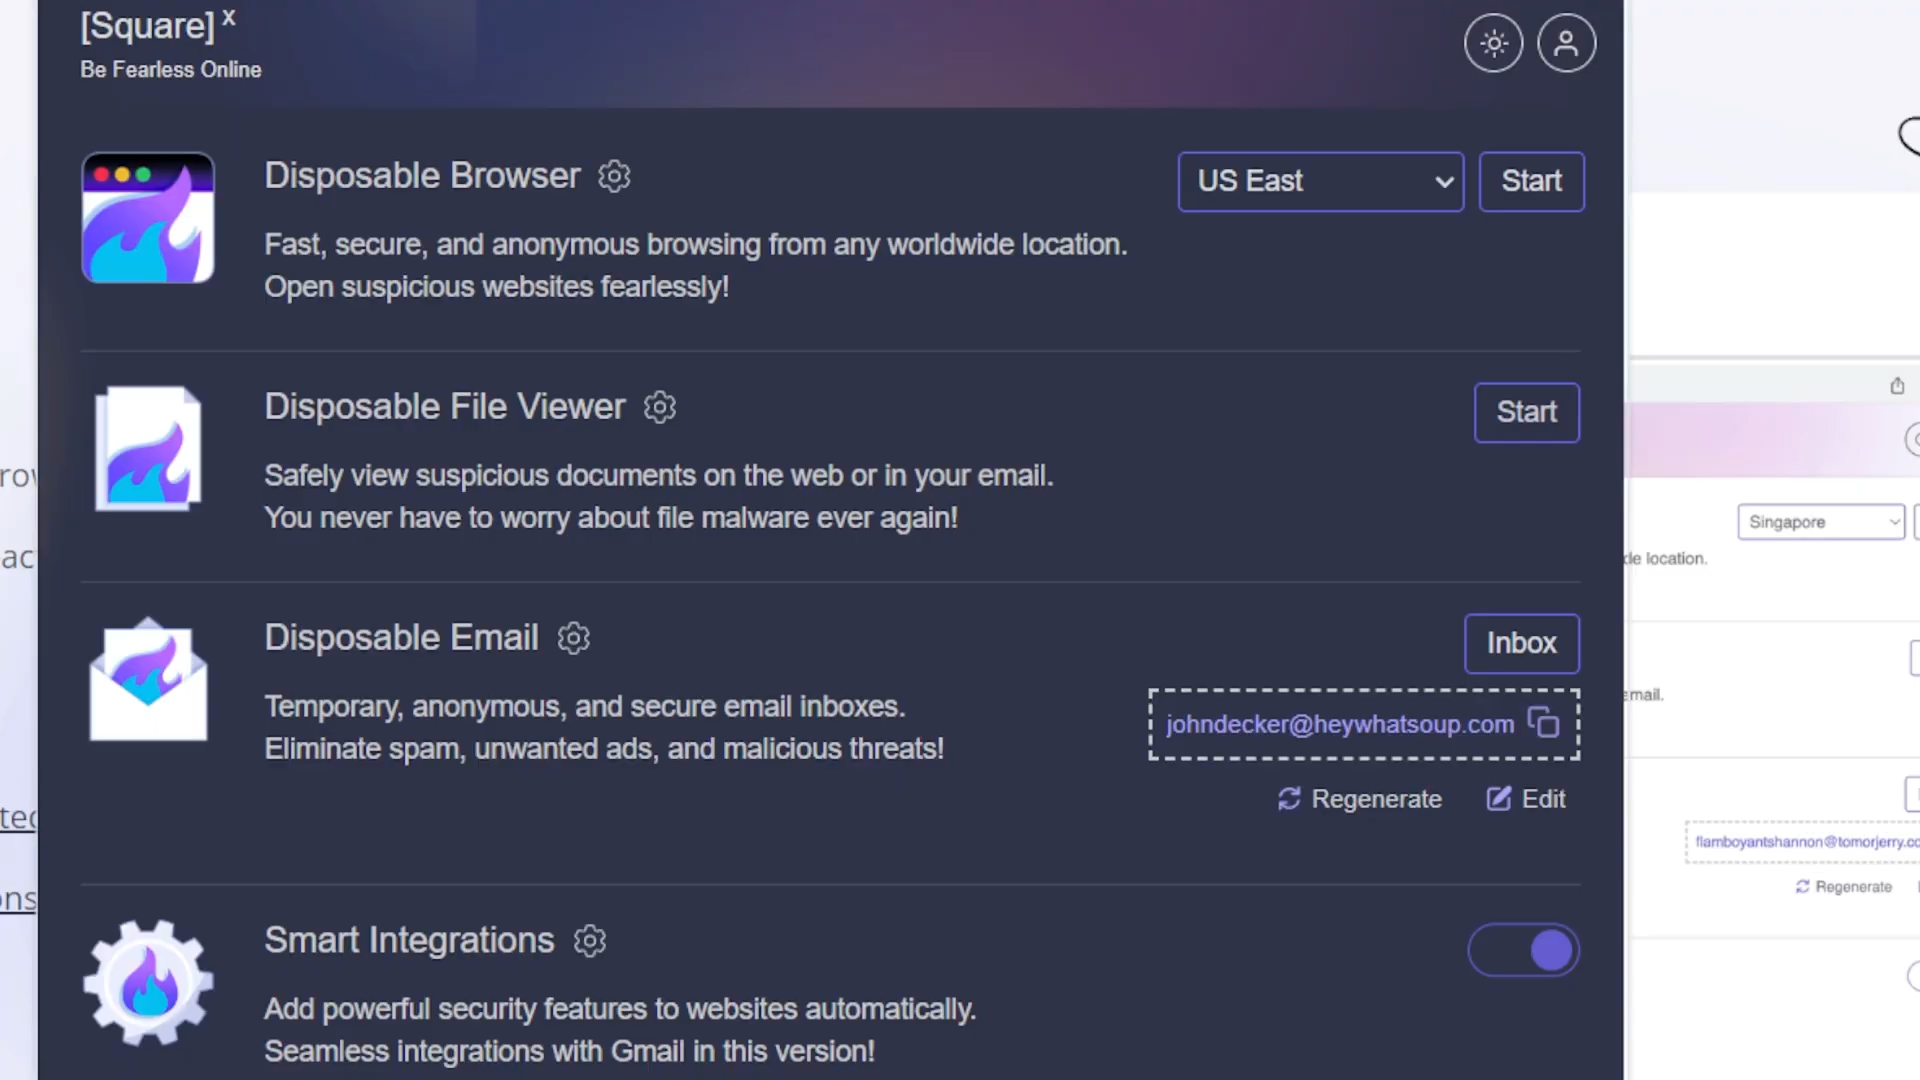 [Square]ˣ
Be Fearless Online
Disposable Browser
US East
Start
Fast, secure, and anonymous browsing from any worldwide location.
Open suspicious websites fearlessly!
Disposable File Viewer
Start
Safely view suspicious documents on the web or in your email.
You never have to worry about file malware ever again!
Disposable Email
Inbox
Temporary, anonymous, and secure email inboxes.
Eliminate spam, unwanted ads, and malicious threats!
johndecker@heywhatsoup.com
Regenerate
Edit
Smart Integrations
Add powerful security features to websites automatically.
Seamless integrations with Gmail in this version!
Singapore
location.
flamboyantshannon@tomorjerry.co
Regenerate